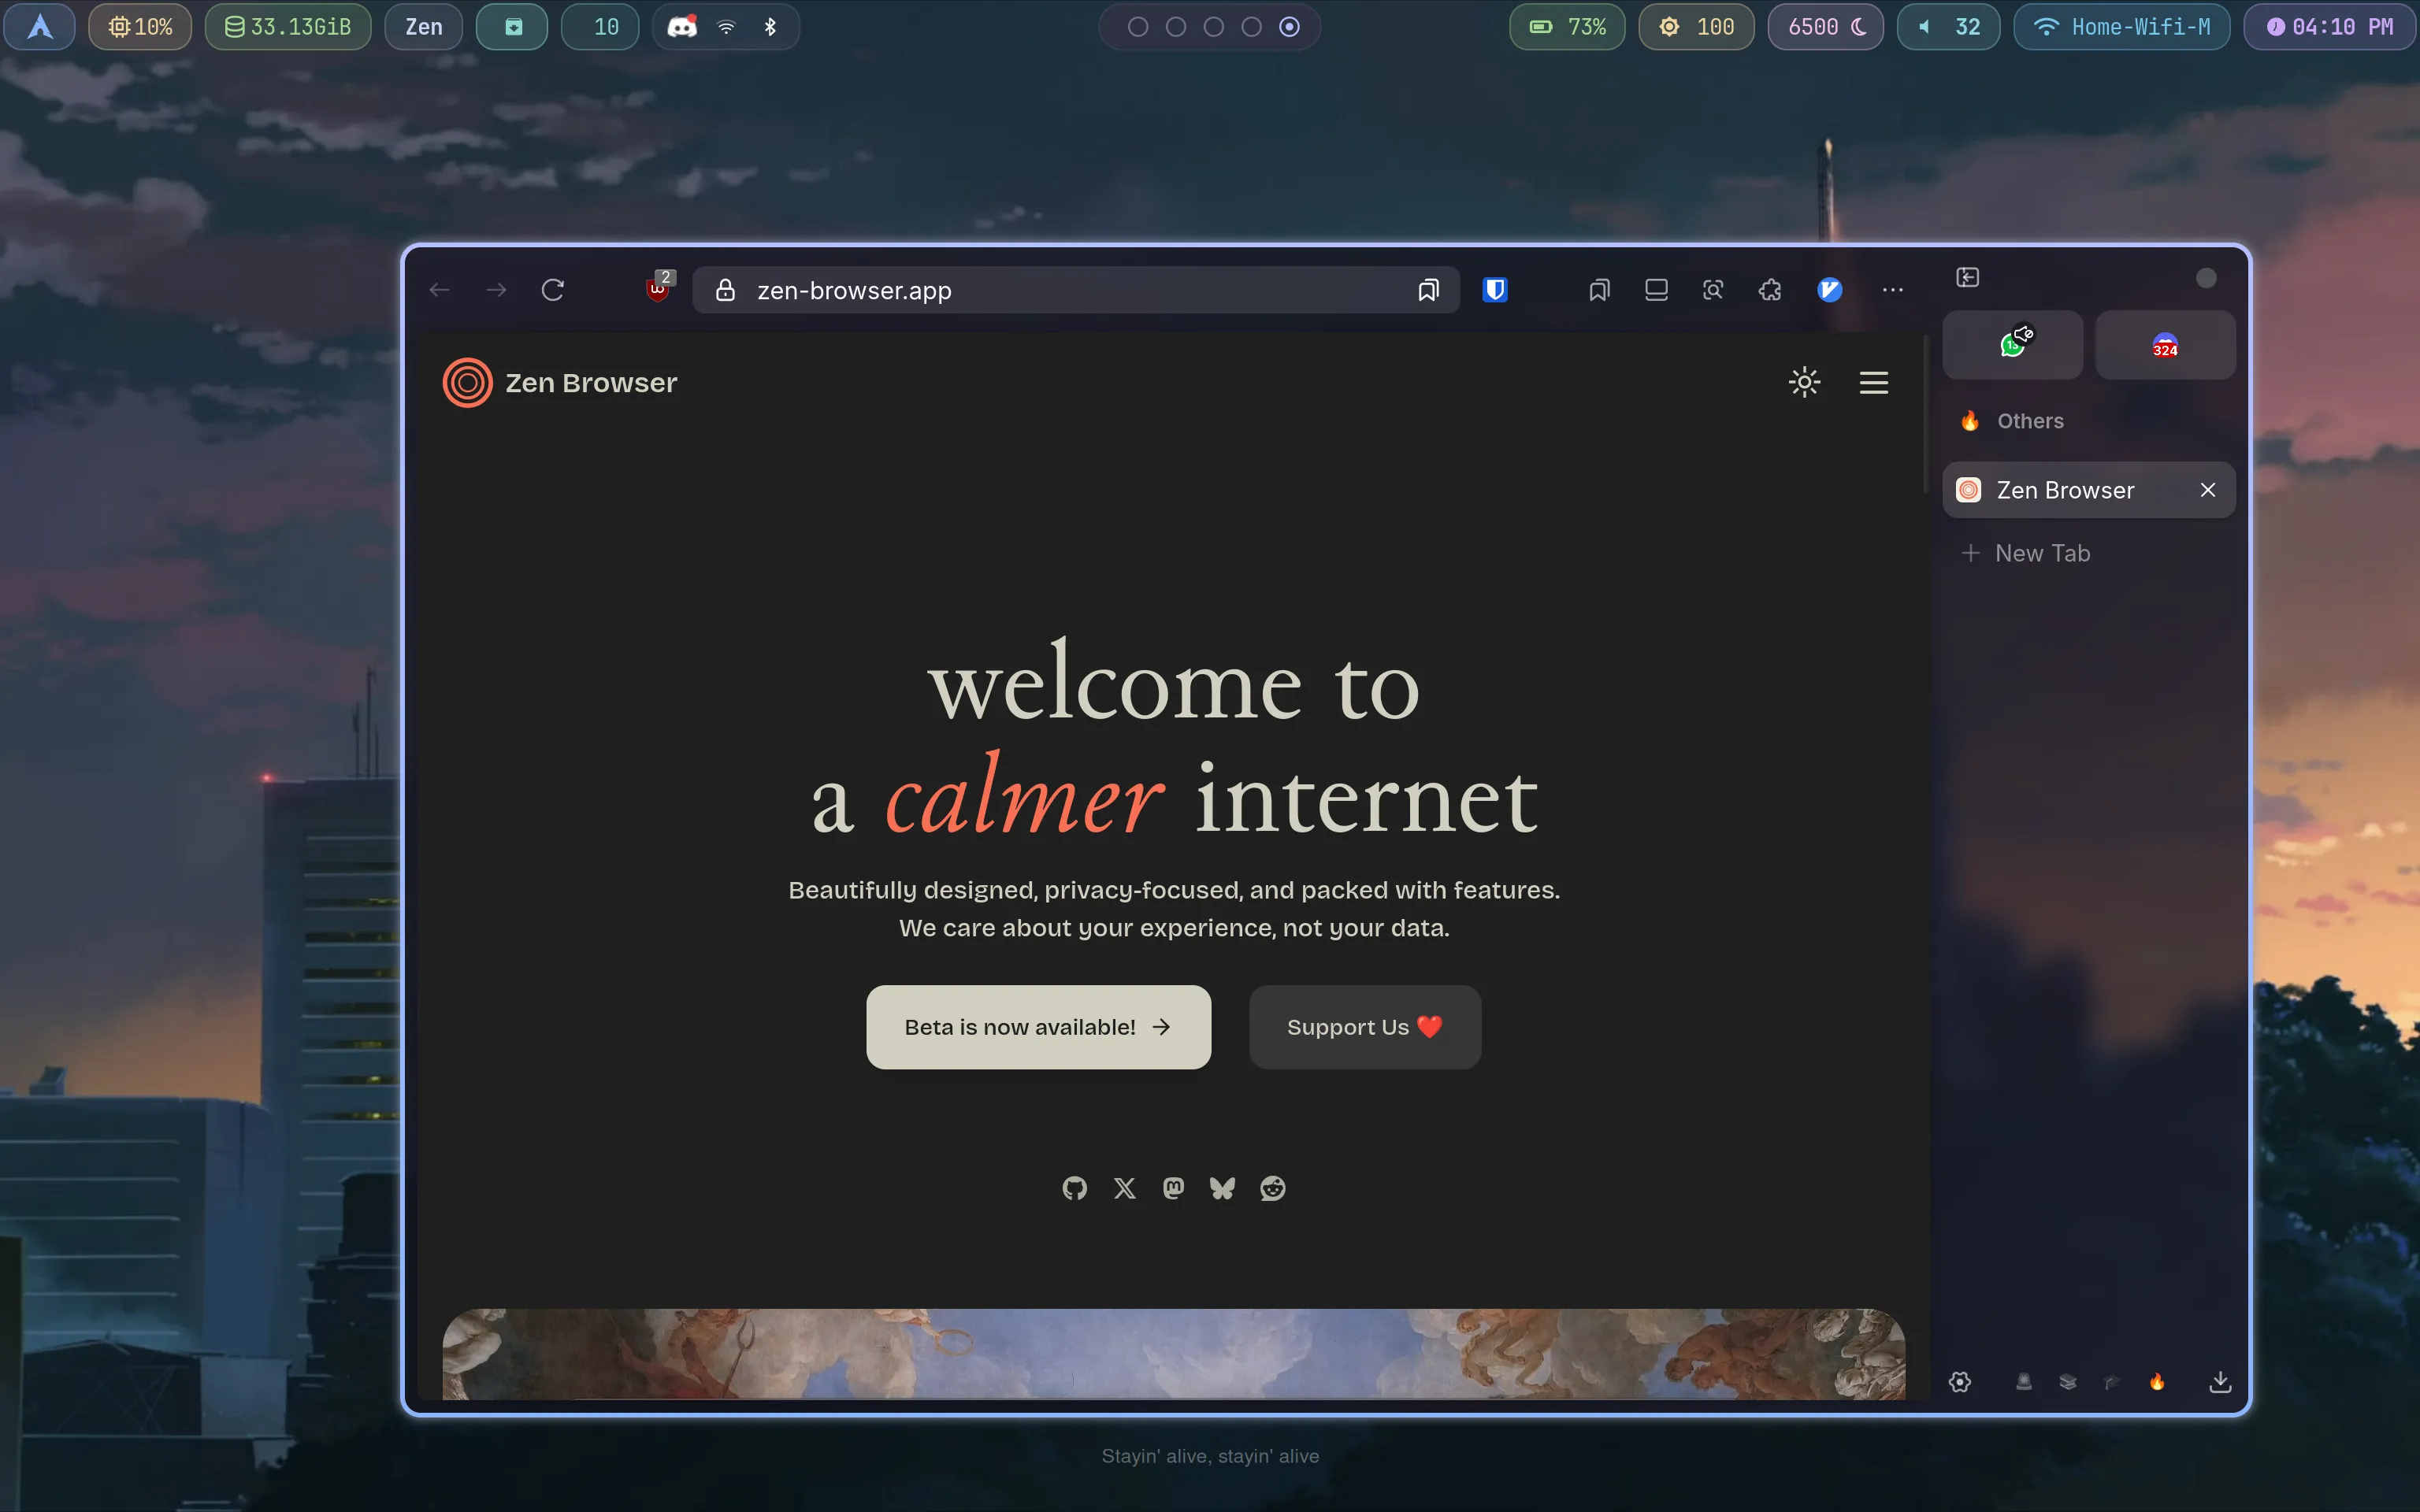 10%
33.13GiB
Zen
10
73%
100
6500
32
Home-Wifi-M
04:10 PM
2
zen-browser.app
324
Others
Zen Browser
New Tab
Zen Browser
welcome to
a calmer internet
Beautifully designed, privacy-focused, and packed with features.
We care about your experience, not your data.
Beta is now available!
Support Us ❤️
Stayin' alive, stayin' alive